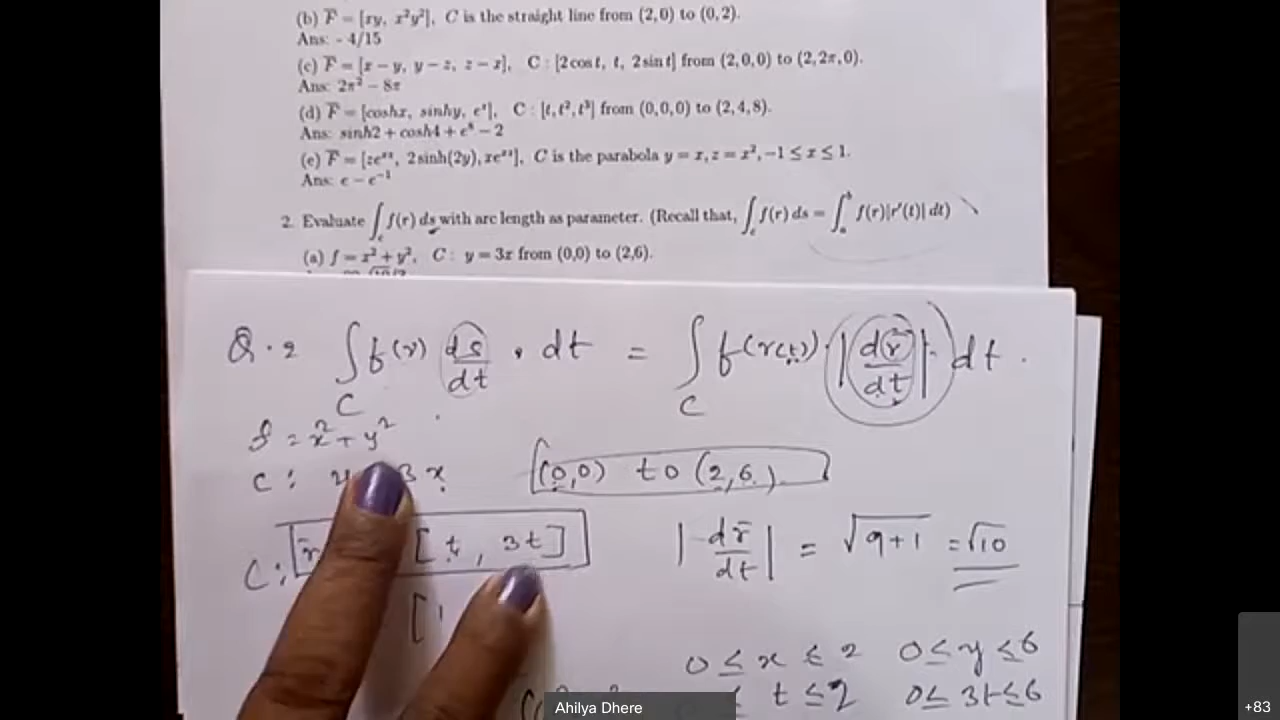 (b) F̅ = [xy, x²y²], C is the straight line from (2,0) to (0,2).
Ans: - 4/15
(c) F̅ = [x − y, y − z, z − x], C : [2 cos t, t, 2 sin t] from (2,0,0) to (2,2π,0).
Ans: 2π² − 8π
(d) F̅ = [coshx, sinhy, eᶻ], C : [t, t², t³] from (0,0,0) to (2,4,8).
Ans: sinh2 + cosh4 + e⁸ − 2
(e) F̅ = [zeˣᶻ, 2 sinh(2y), xeˣᶻ], C is the parabola y = x, z = x², −1 ≤ x ≤ 1.
Ans: e − e⁻¹
2. Evaluate ∫_c f(r) ds with arc length as parameter. (Recall that, ∫_c f(r) ds = ∫_a^b f(r)|r'(t)| dt)
(a) f = x² + y², C : y = 3x from (0,0) to (2,6).
Q.2 ∫_C f(r) ds/dt . dt = ∫_C f(r(t)) . |dr̅/dt| . dt .
f = x² + y²
C : 3x (0,0) to (2,6).
C : r̅ [t, 3t] |dr̅/dt| = √9+1 = √10
[1
0 ≤ x ≤ 2 0 ≤ y ≤ 6
t ≤ 2 0 ≤ 3t ≤ 6
Ahilya Dhere
+83